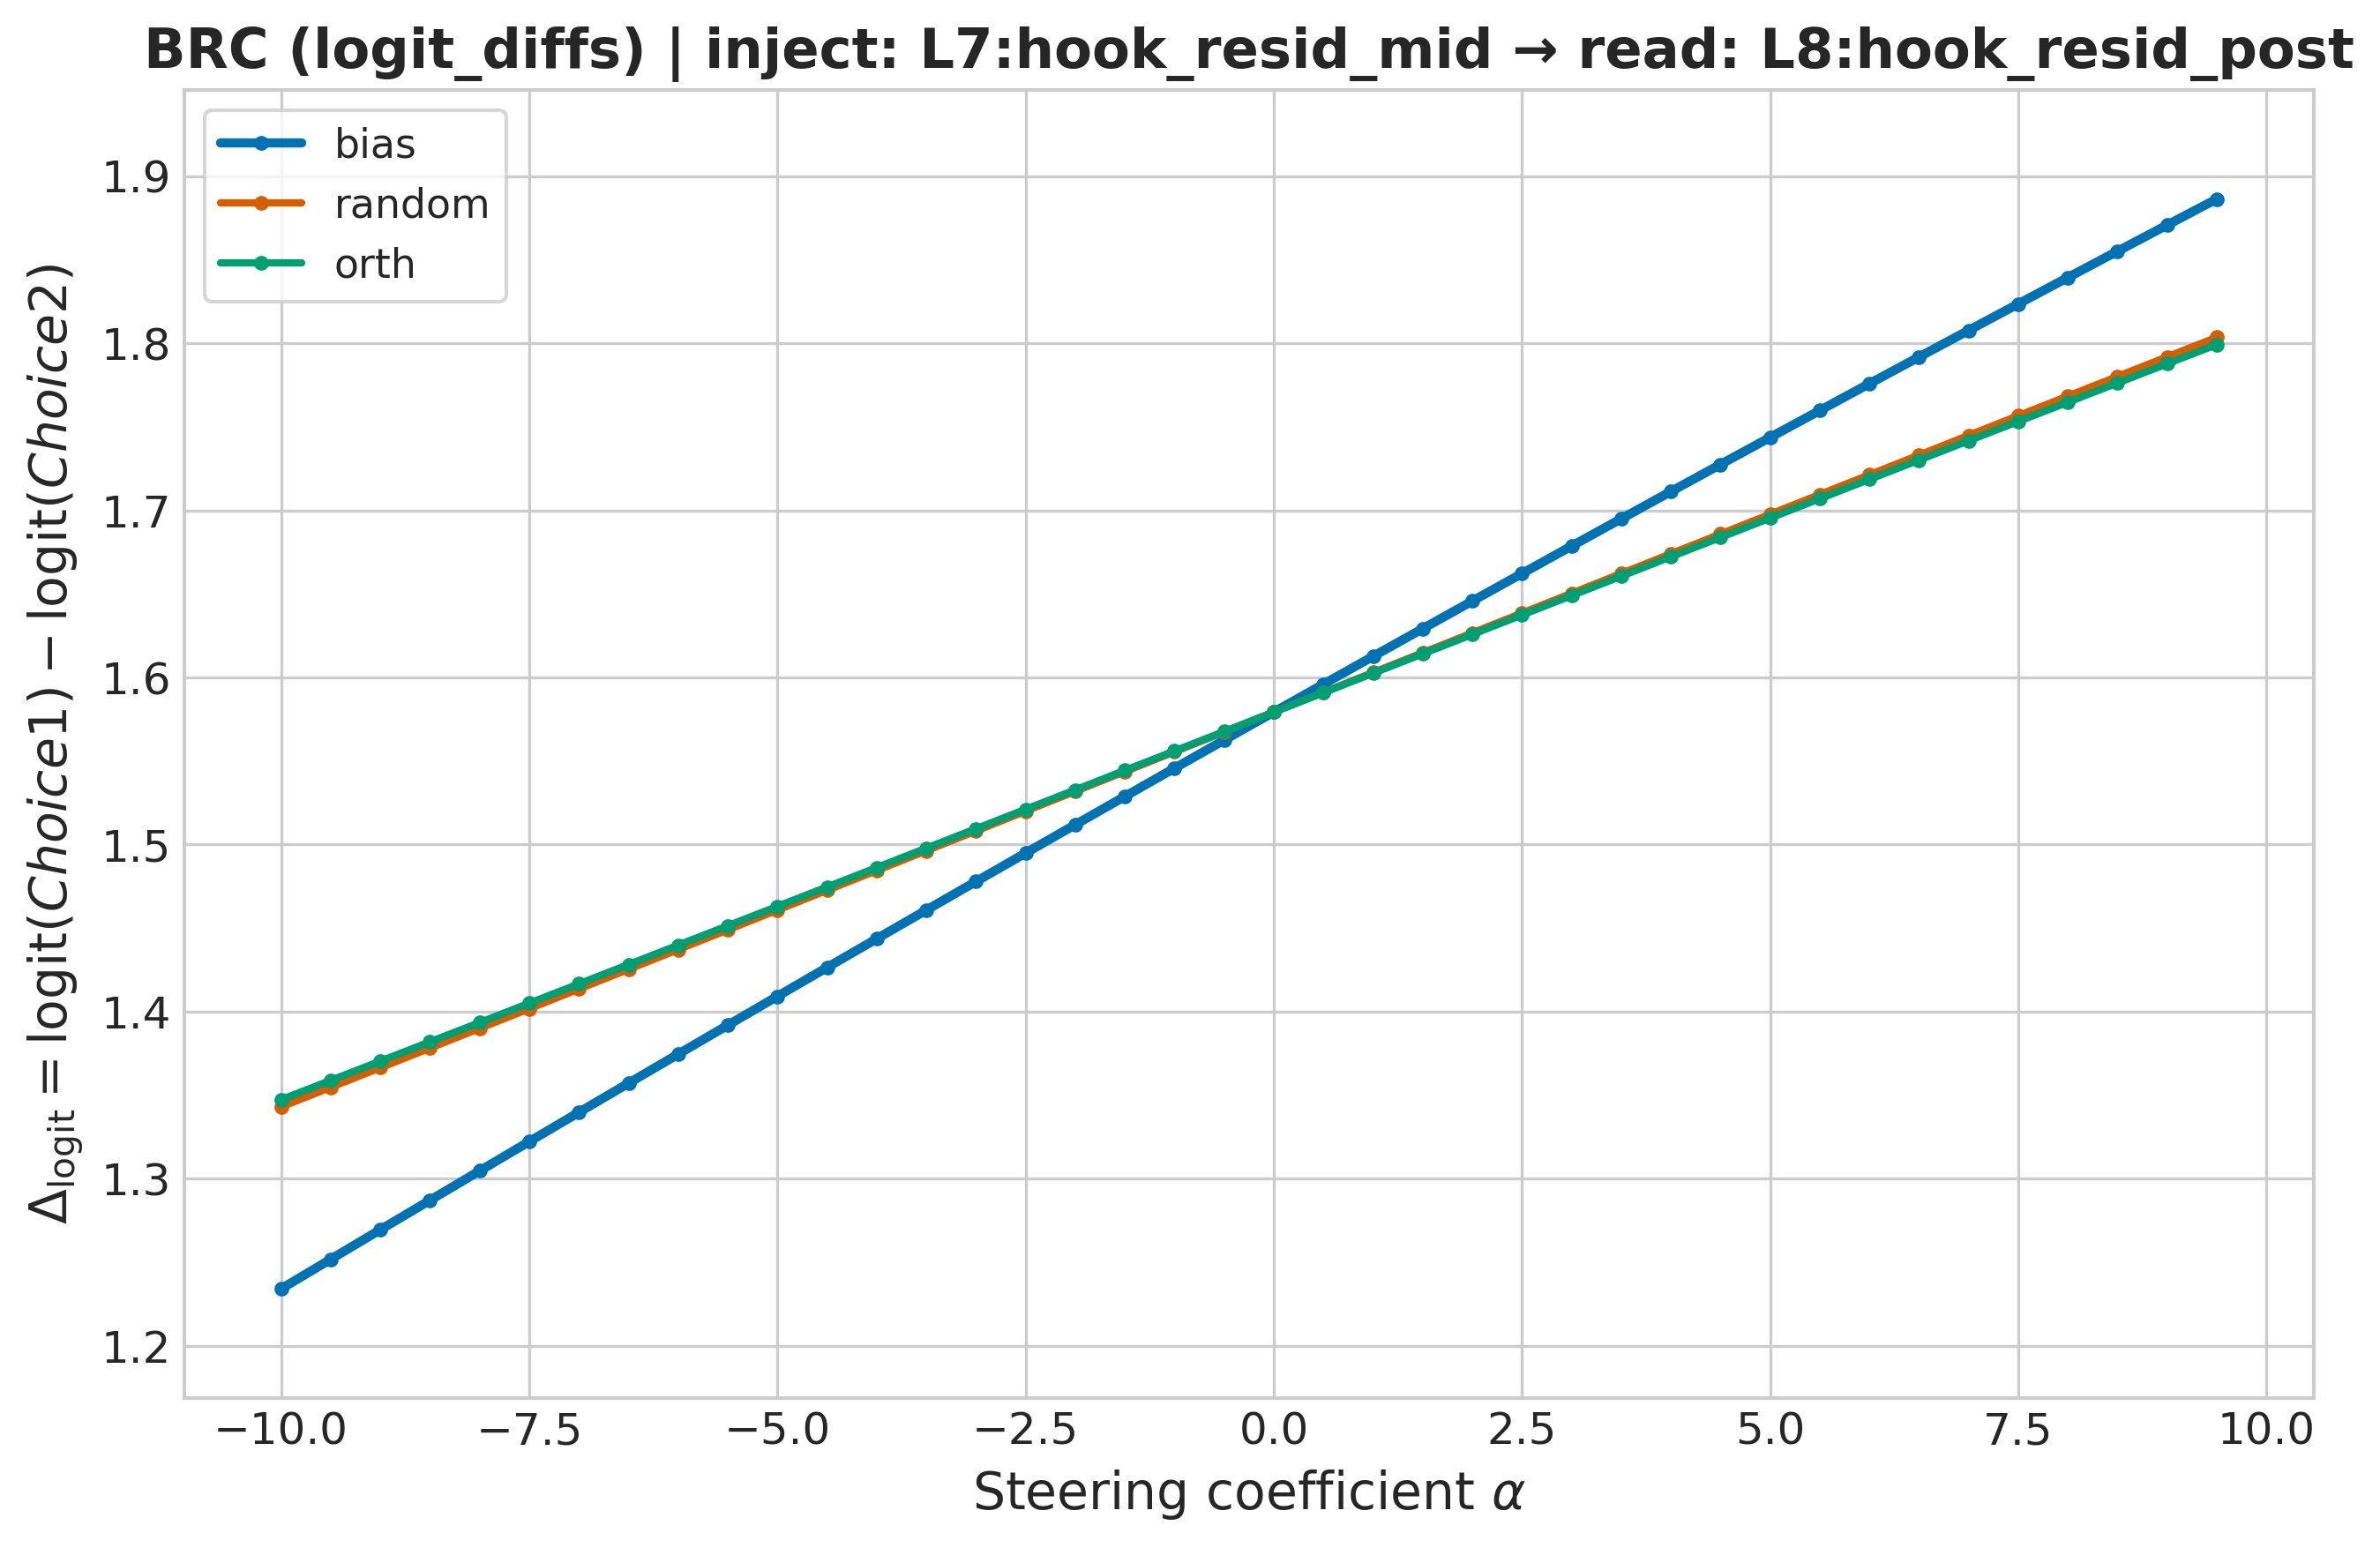 BRC (logit_diffs) | inject: L7:hook_resid_mid → read: L8:hook_resid_post
bias
random
orth
Δlogit = logit(Choice1) − logit(Choice2)
1.9
1.8
1.7
1.6
1.5
1.4
1.3
1.2
−10.0 −7.5 −5.0 −2.5 0.0 2.5 5.0 7.5 10.0
Steering coefficient α